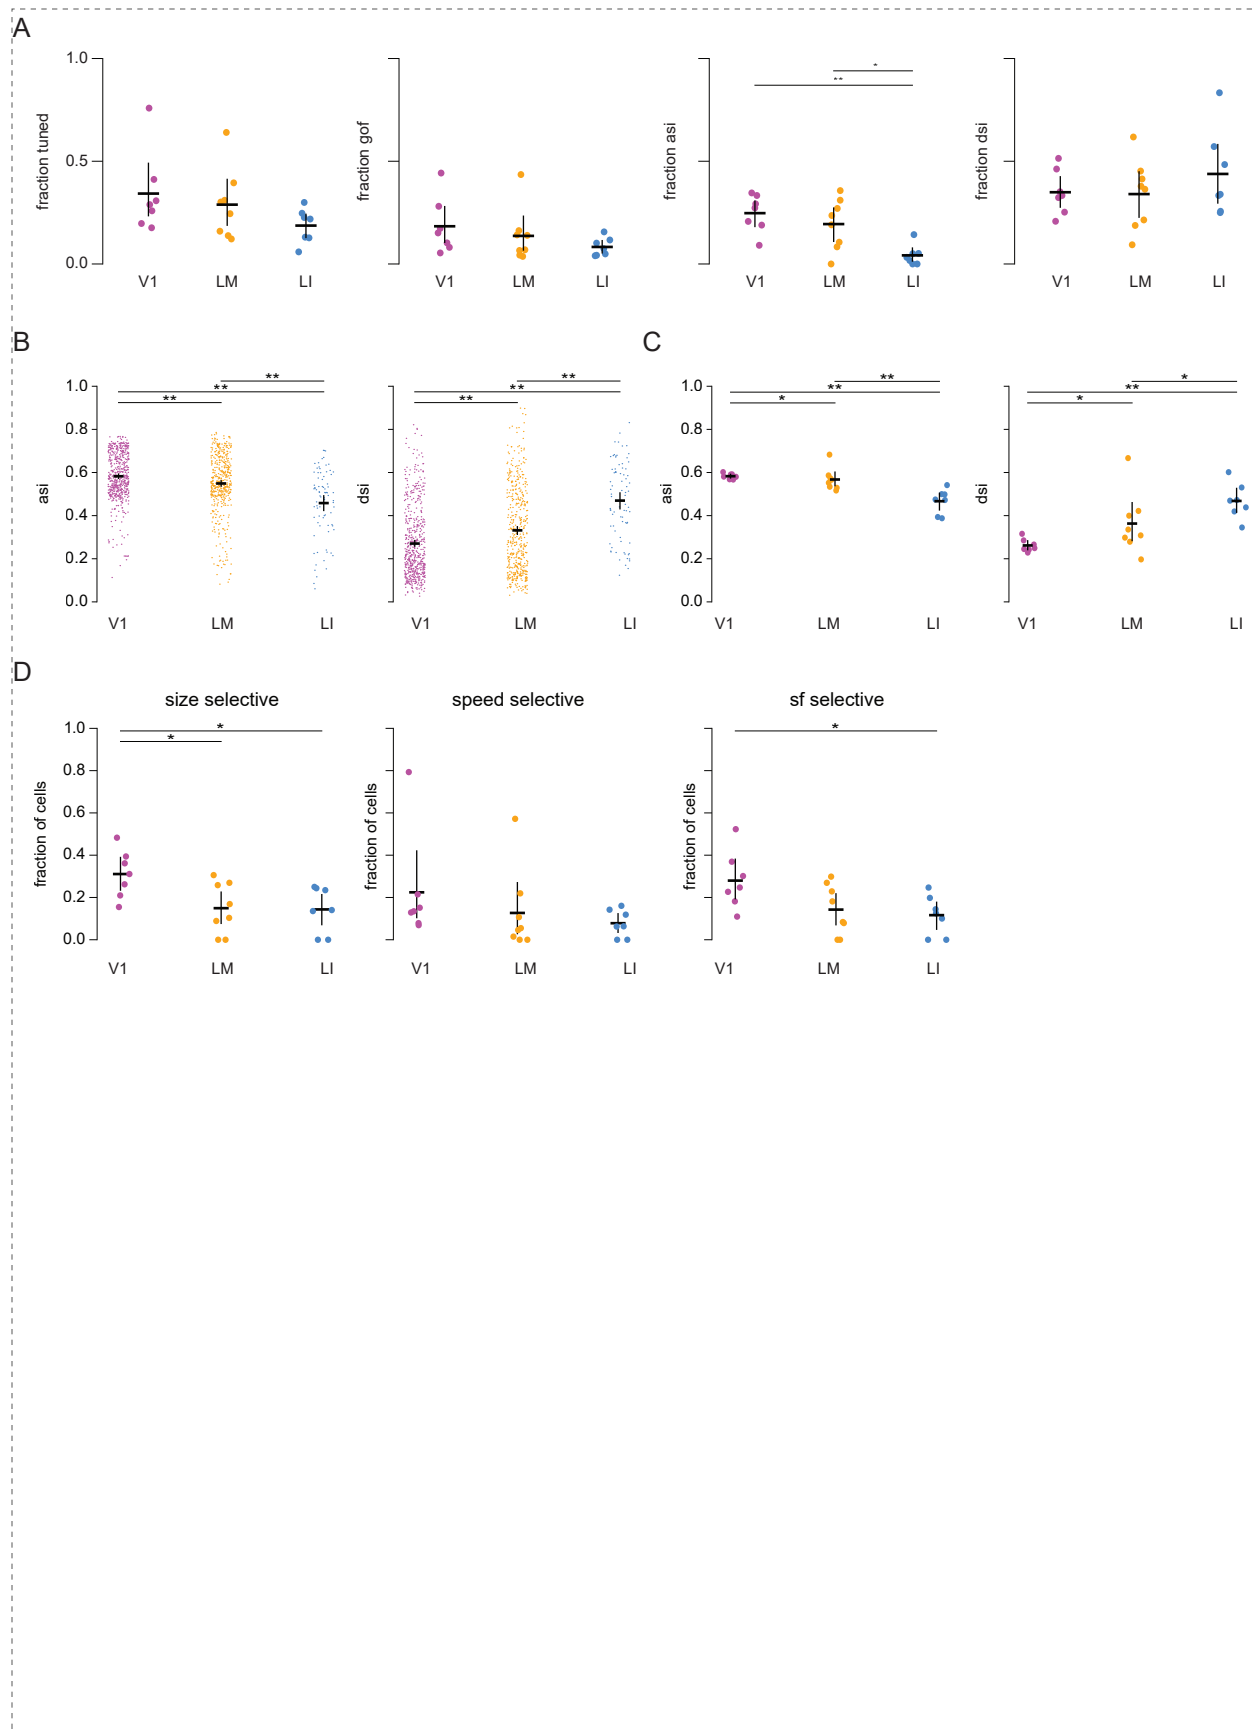 A
1.0
0.5
0.0
fraction tuned
V1 LM LI
fraction gof
V1 LM LI
fraction asi
* **
V1 LM LI
fraction dsi
V1 LM LI
B
1.0
0.8
0.6
0.4
0.2
0.0
asi
**
**
**
V1 LM LI
dsi
**
**
**
V1 LM LI
C
1.0
0.8
0.6
0.4
0.2
0.0
asi
**
**
*
V1 LM LI
dsi
*
**
*
V1 LM LI
D
size selective
1.0
0.8
0.6
0.4
0.2
0.0
fraction of cells
*
*
V1 LM LI
speed selective
fraction of cells
V1 LM LI
sf selective
fraction of cells
*
V1 LM LI